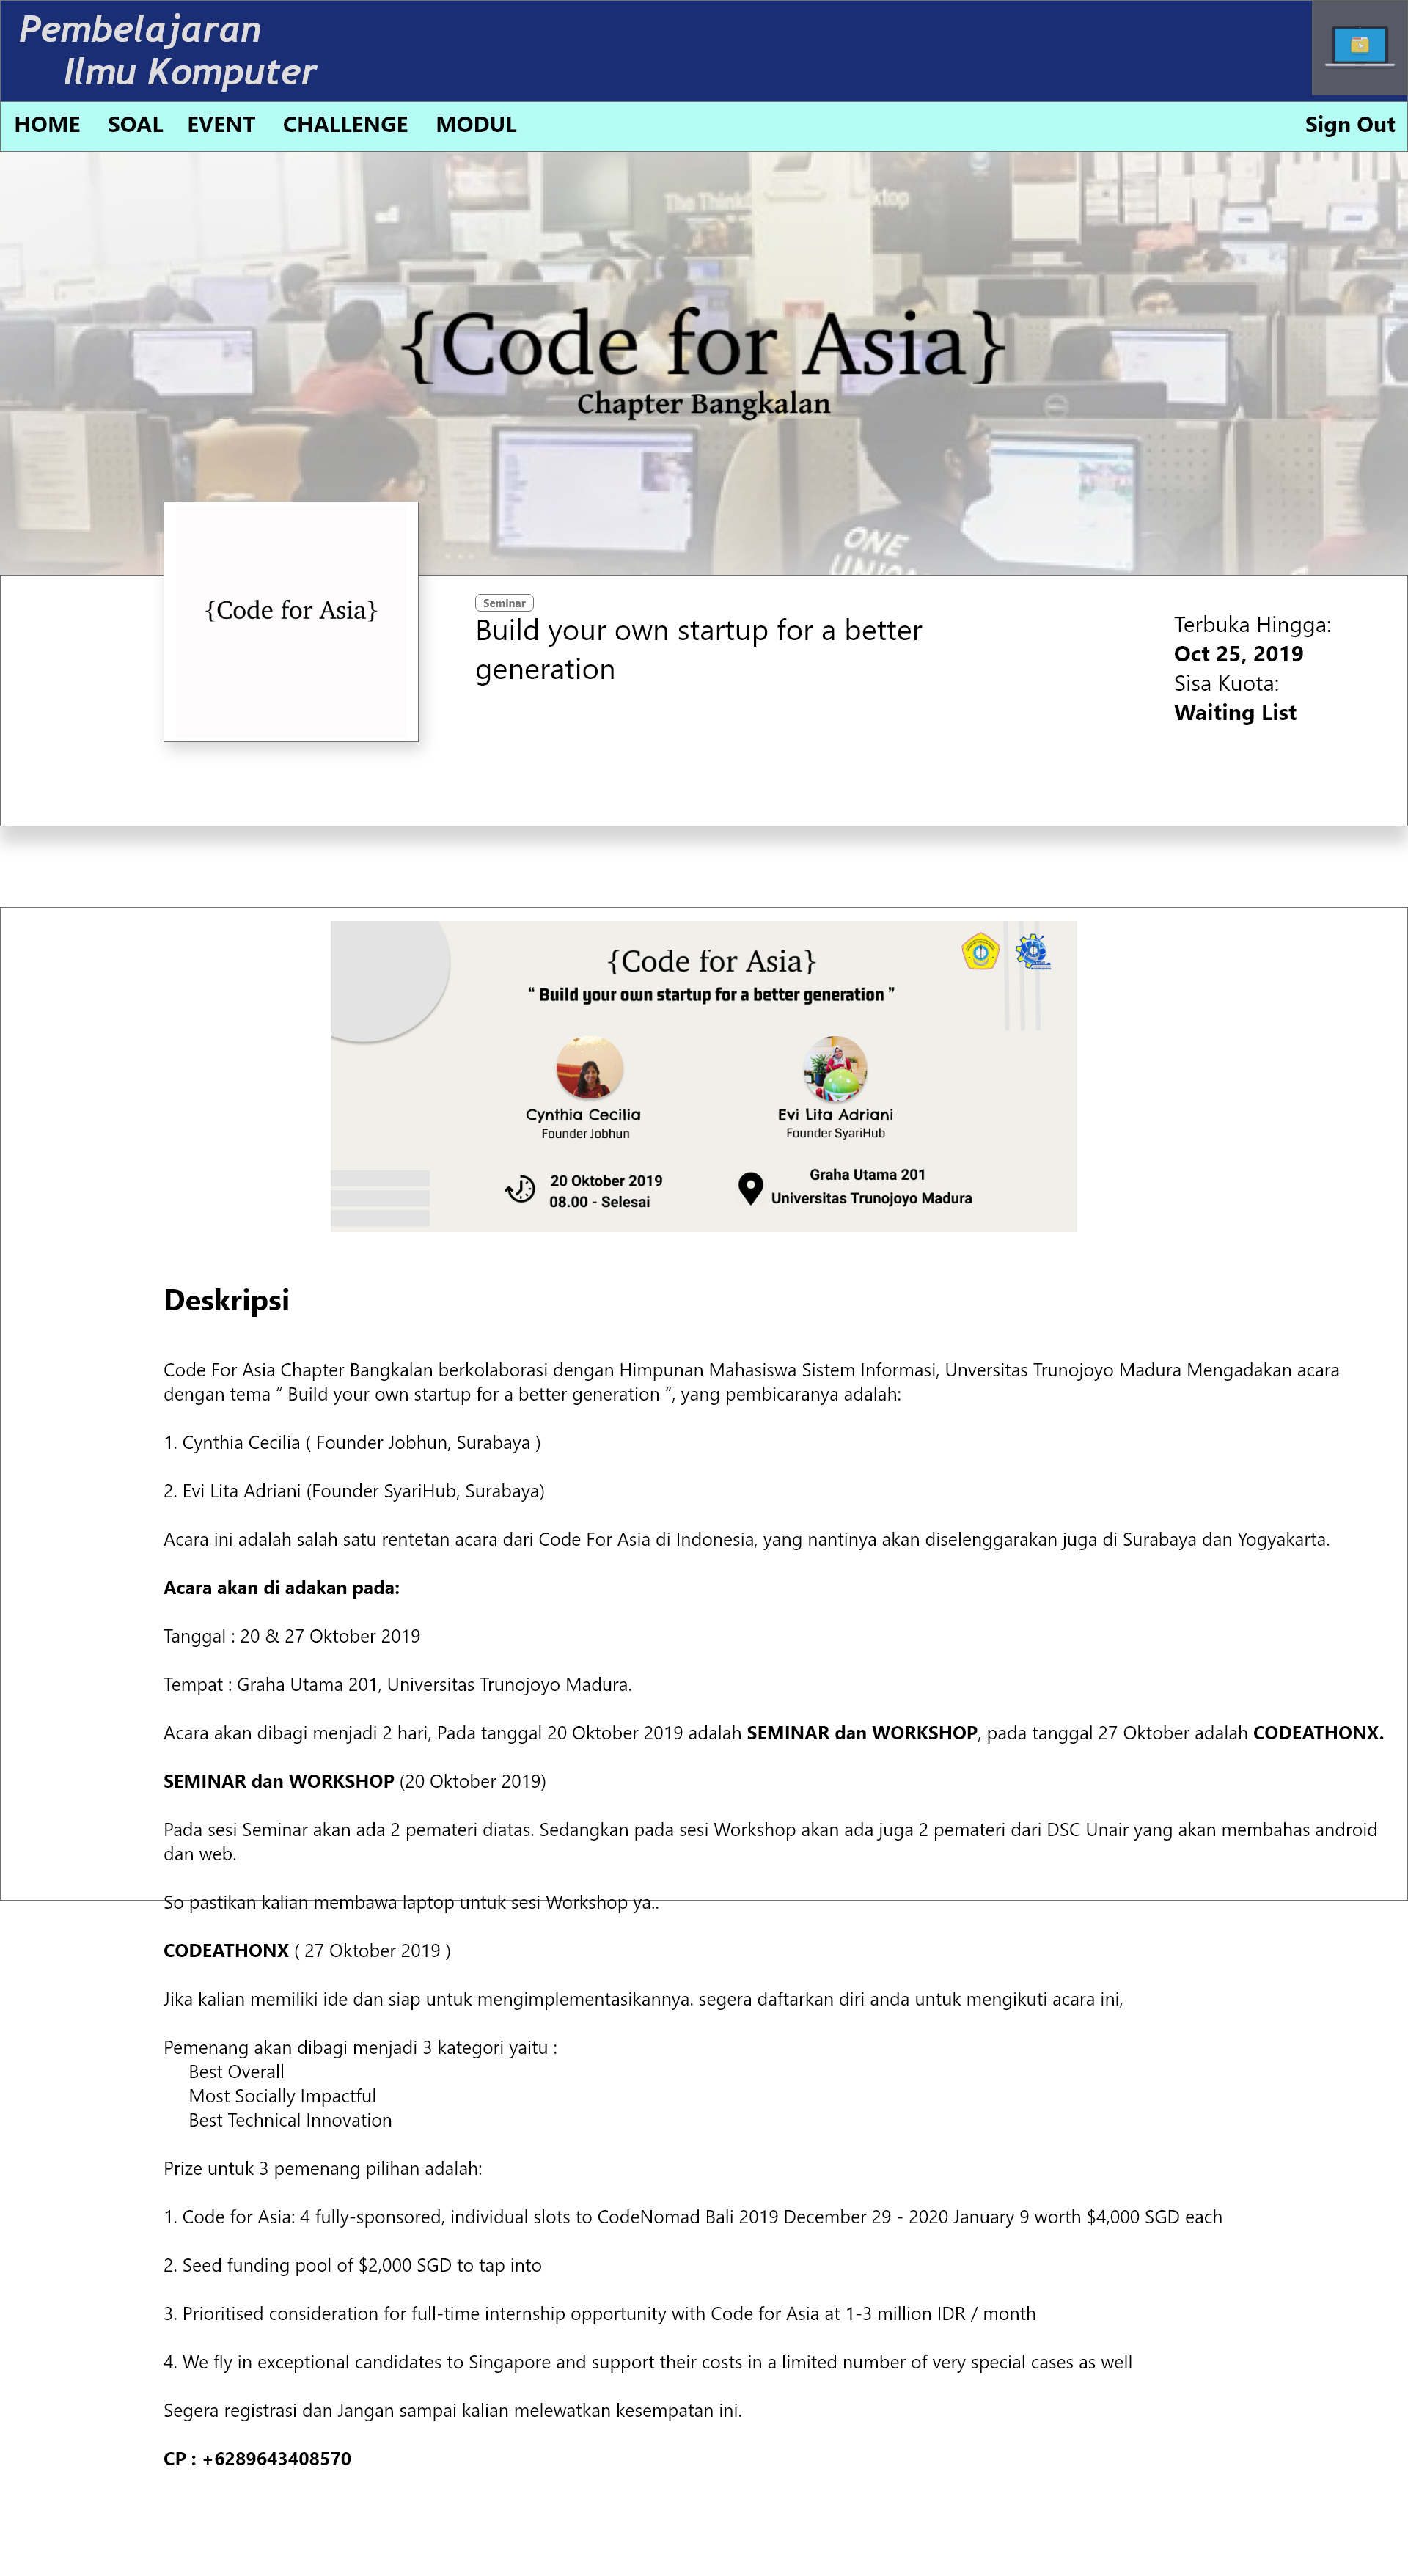 Pembelajaran
Ilmu Komputer
HOME SOAL EVENT CHALLENGE MODUL Sign Out
{Code for Asia}
Chapter Bangkalan
ONE
{Code for Asia}
Seminar
Build your own startup for a better
generation
Terbuka Hingga:
Oct 25, 2019
Sisa Kuota:
Waiting List
{Code for Asia}
“ Build your own startup for a better generation ”
Cynthia Cecilia
Founder Jobhun
Evi Lita Adriani
Founder SyariHub
20 Oktober 2019
08.00 - Selesai
Graha Utama 201
Universitas Trunojoyo Madura
Deskripsi
Code For Asia Chapter Bangkalan berkolaborasi dengan Himpunan Mahasiswa Sistem Informasi, Unversitas Trunojoyo Madura Mengadakan acara
dengan tema “ Build your own startup for a better generation ”, yang pembicaranya adalah:
1. Cynthia Cecilia ( Founder Jobhun, Surabaya )
2. Evi Lita Adriani (Founder SyariHub, Surabaya)
Acara ini adalah salah satu rentetan acara dari Code For Asia di Indonesia, yang nantinya akan diselenggarakan juga di Surabaya dan Yogyakarta.
Acara akan di adakan pada:
Tanggal : 20 & 27 Oktober 2019
Tempat : Graha Utama 201, Universitas Trunojoyo Madura.
Acara akan dibagi menjadi 2 hari, Pada tanggal 20 Oktober 2019 adalah SEMINAR dan WORKSHOP, pada tanggal 27 Oktober adalah CODEATHONX.
SEMINAR dan WORKSHOP (20 Oktober 2019)
Pada sesi Seminar akan ada 2 pemateri diatas. Sedangkan pada sesi Workshop akan ada juga 2 pemateri dari DSC Unair yang akan membahas android
dan web.
So pastikan kalian membawa laptop untuk sesi Workshop ya..
CODEATHONX ( 27 Oktober 2019 )
Jika kalian memiliki ide dan siap untuk mengimplementasikannya. segera daftarkan diri anda untuk mengikuti acara ini,
Pemenang akan dibagi menjadi 3 kategori yaitu :
Best Overall
Most Socially Impactful
Best Technical Innovation
Prize untuk 3 pemenang pilihan adalah:
1. Code for Asia: 4 fully-sponsored, individual slots to CodeNomad Bali 2019 December 29 - 2020 January 9 worth $4,000 SGD each
2. Seed funding pool of $2,000 SGD to tap into
3. Prioritised consideration for full-time internship opportunity with Code for Asia at 1-3 million IDR / month
4. We fly in exceptional candidates to Singapore and support their costs in a limited number of very special cases as well
Segera registrasi dan Jangan sampai kalian melewatkan kesempatan ini.
CP : +6289643408570